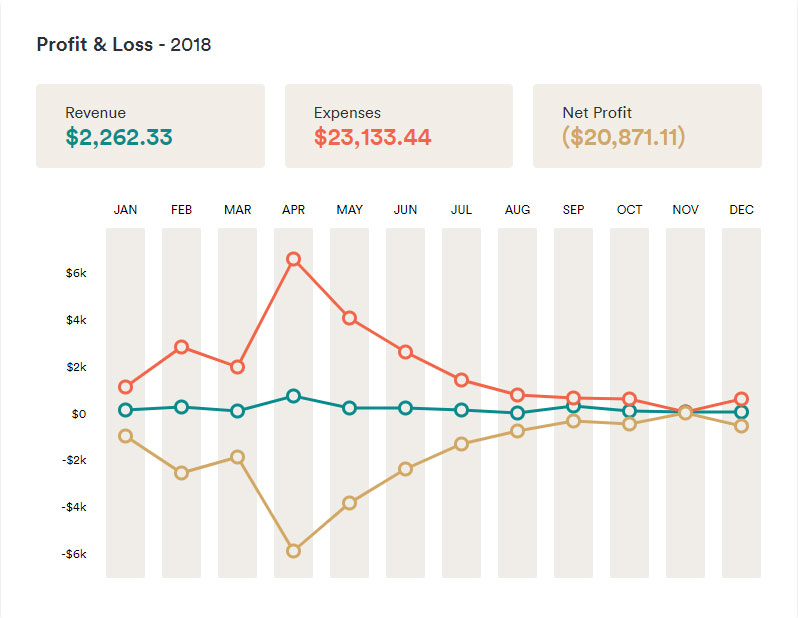 Profit & Loss - 2018
Revenue
$2,262.33
Expenses
$23,133.44
Net Profit
($20,871.11)
JAN FEB MAR APR MAY JUN JUL AUG SEP OCT NOV DEC
$6k
$4k
$2k
$0
-$2k
-$4k
-$6k